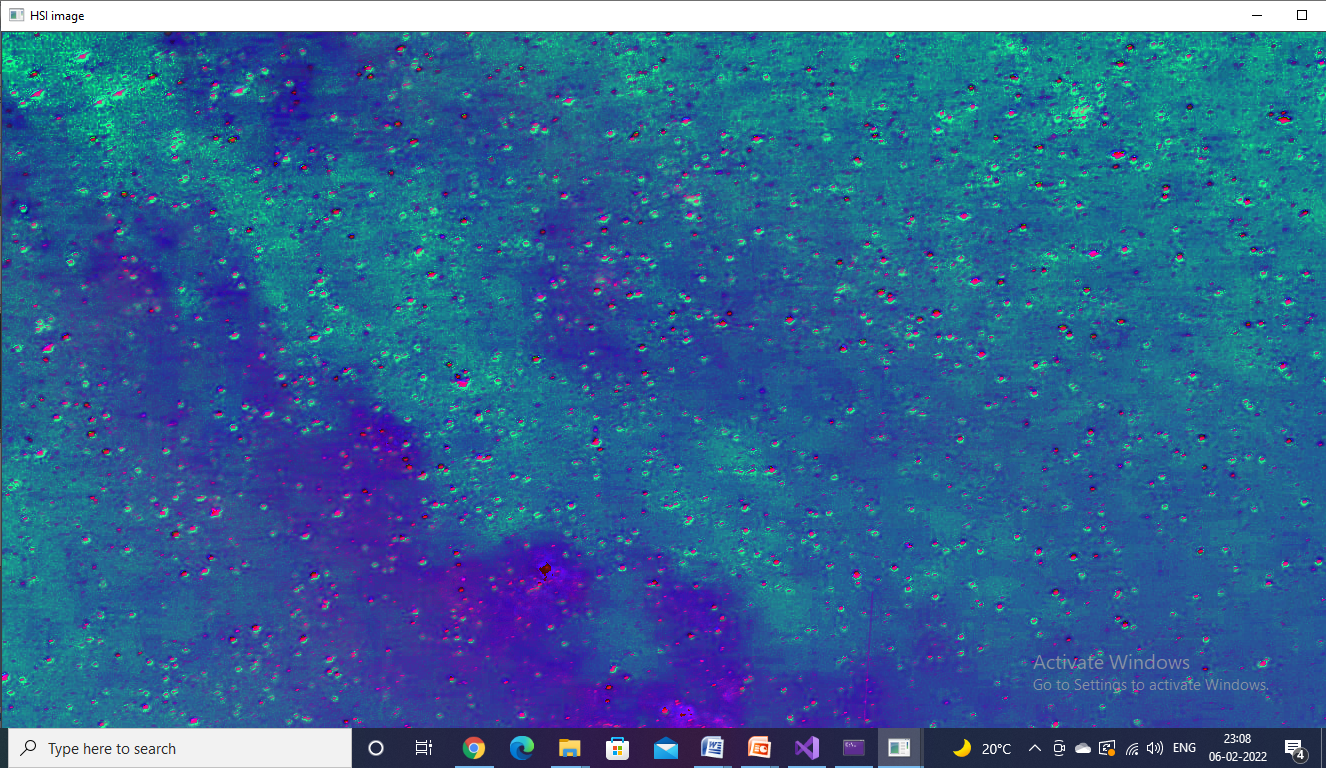 HSI image
Activate Windows
Go to Settings to activate Windows.
Type here to search
20°C
ENG
23:08
06-02-2022
4